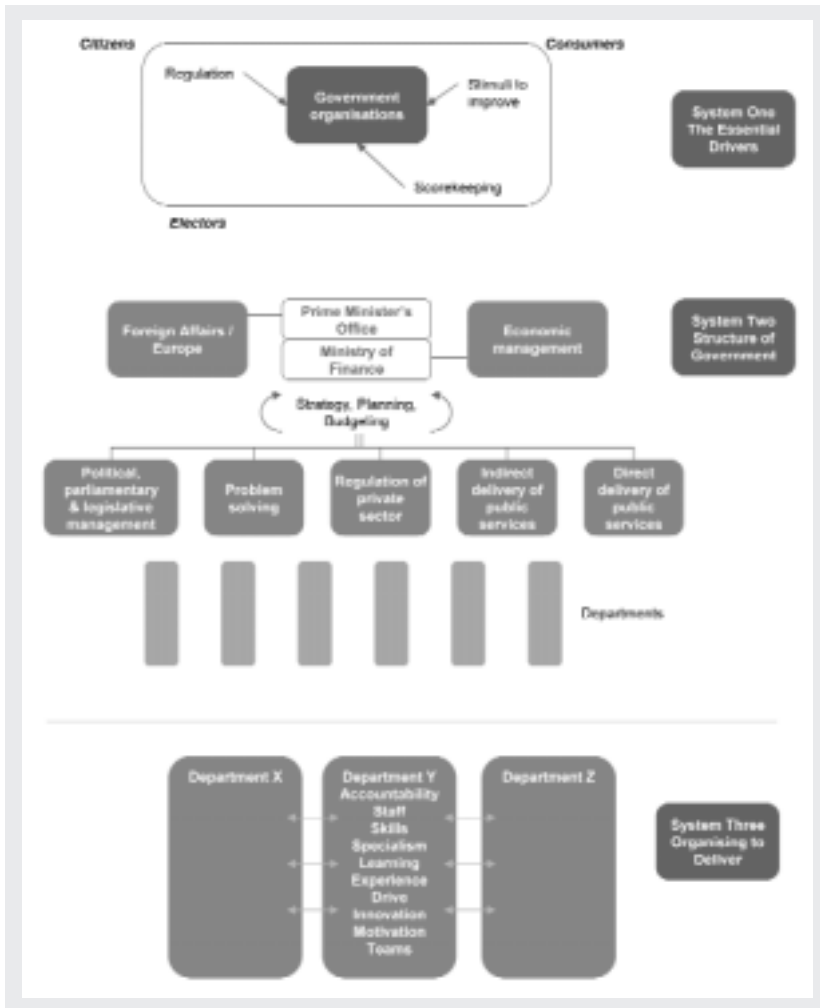 Citizens
Consumers
Regulation
Government
organisations
Stimuli to
improve
Scorekeeping
Electors
System One
The Essential
Drivers
Foreign Affairs /
Europe
Prime Minister's
Office
Ministry of
Finance
Economic
management
System Two
Structure of
Government
Strategy, Planning,
Budgeting
Political,
parliamentary
& legislative
management
Problem
solving
Regulation of
private
sector
Indirect
delivery of
public
services
Direct
delivery of
public
services
Departments
Department X
Department Y
Accountability
Staff
Skills
Specialism
Learning
Experience
Drive
Innovation
Motivation
Teams
Department Z
System Three
Organising to
Deliver